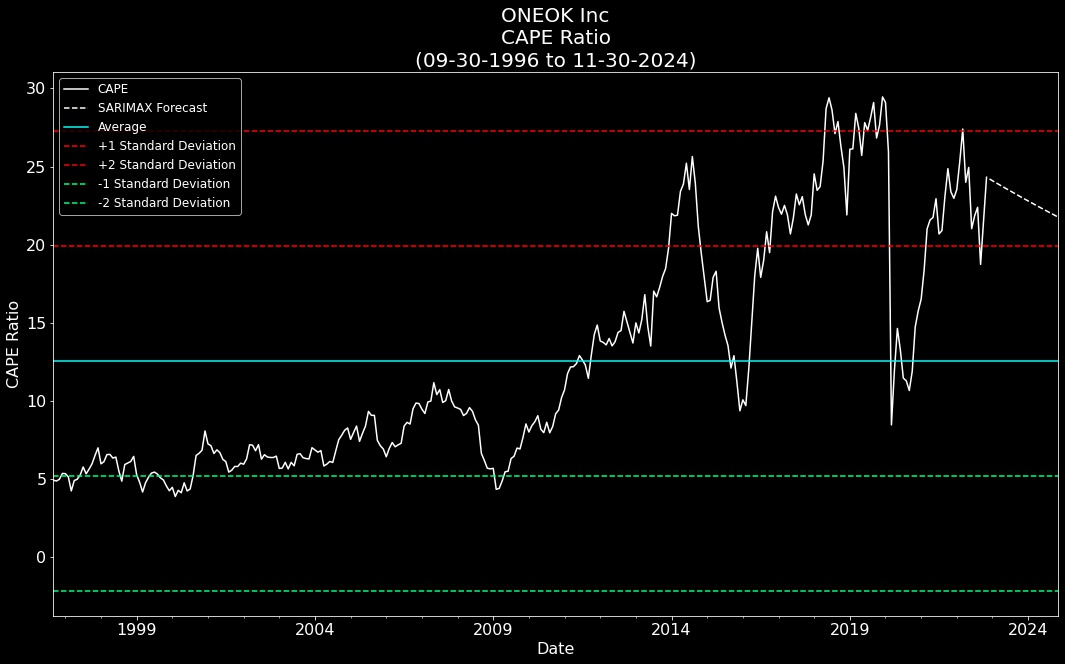 ONEOK Inc
CAPE Ratio
(09-30-1996 to 11-30-2024)
CAPE
SARIMAX Forecast
Average
+1 Standard Deviation
+2 Standard Deviation
-1 Standard Deviation
-2 Standard Deviation
30
25
20
15
10
5
0
CAPE Ratio
1999
2004
2009
2014
2019
2024
Date